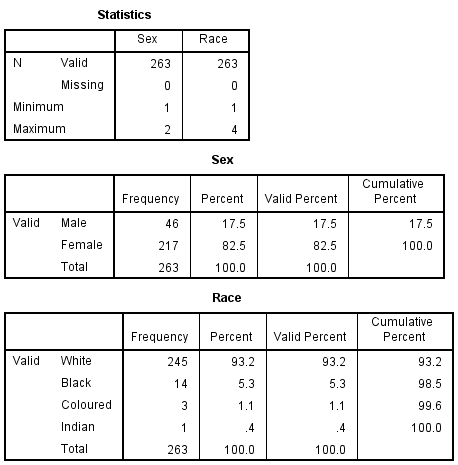 Statistics
Sex Race
N Valid 263 263
Missing 0 0
Minimum 1 1
Maximum 2 4
Sex
Frequency Percent Valid Percent Cumulative Percent
Valid Male 46 17.5 17.5 17.5
Female 217 82.5 82.5 100.0
Total 263 100.0 100.0
Race
Frequency Percent Valid Percent Cumulative Percent
Valid White 245 93.2 93.2 93.2
Black 14 5.3 5.3 98.5
Coloured 3 1.1 1.1 99.6
Indian 1 .4 .4 100.0
Total 263 100.0 100.0